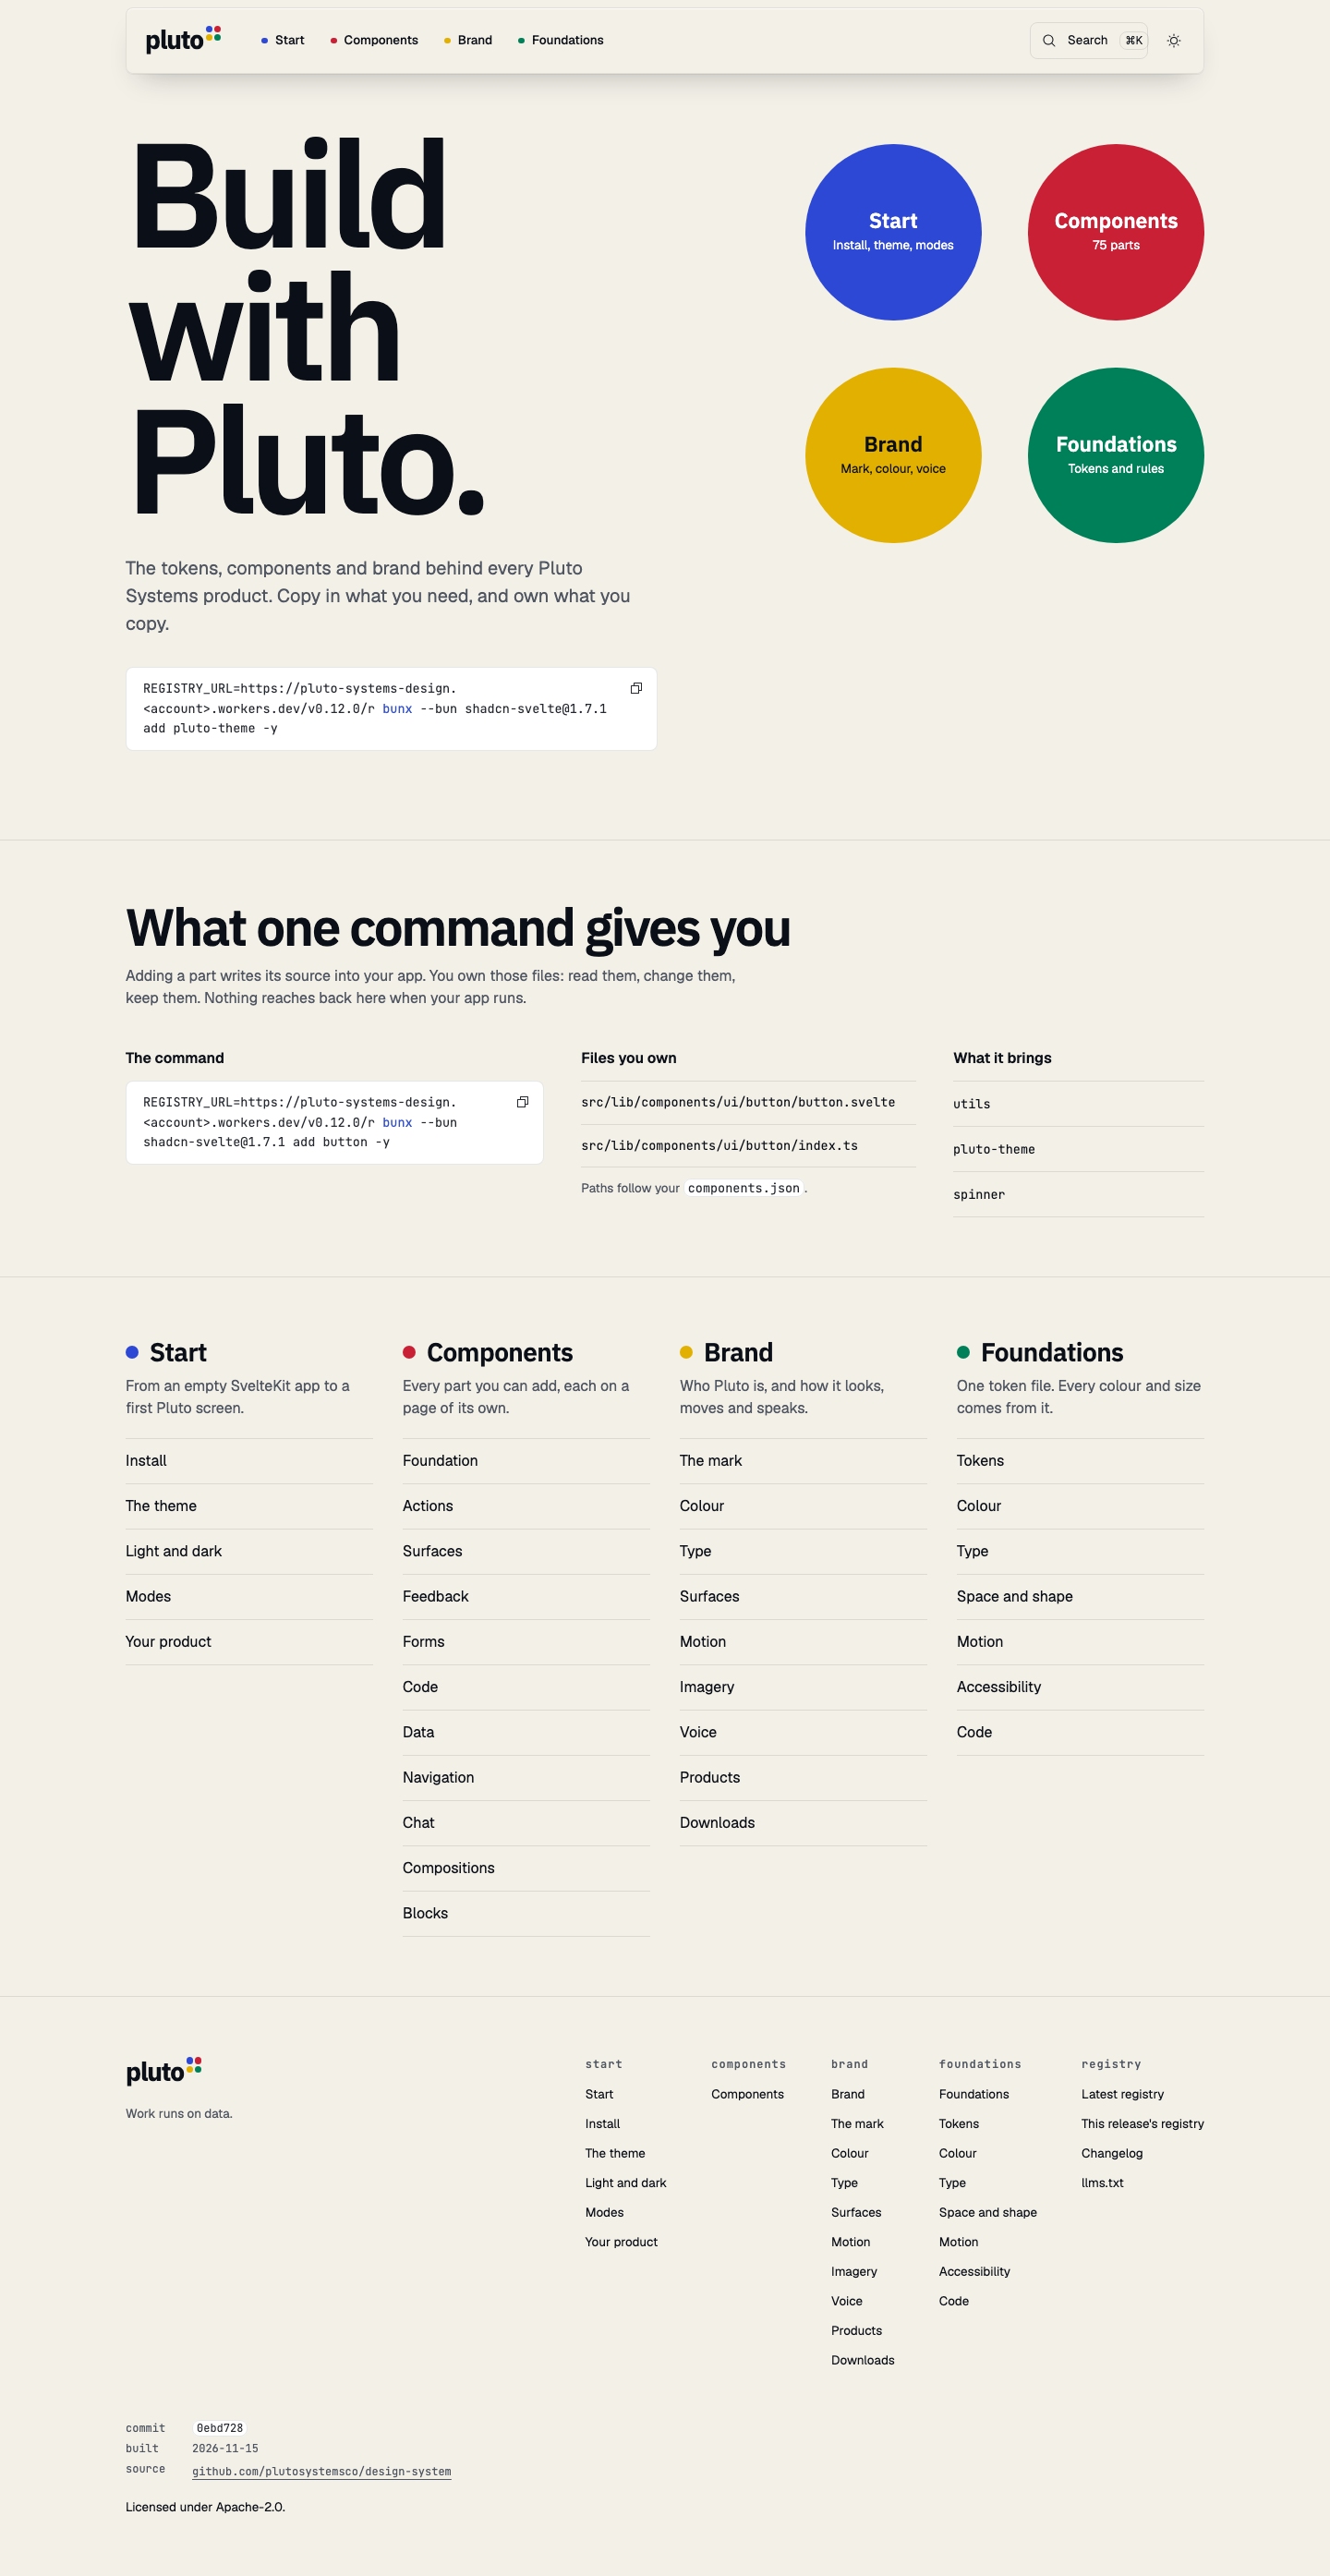 pluto
Start
Components
Brand
Foundations
Search
⌘K
Build
with
Pluto.
Start
Install, theme, modes
Components
75 parts
Brand
Mark, colour, voice
Foundations
Tokens and rules
The tokens, components and brand behind every Pluto
Systems product. Copy in what you need, and own what you
copy.
REGISTRY_URL=https://pluto-systems-design.
<account>.workers.dev/v0.12.0/r bunx --bun shadcn-svelte@1.7.1
add pluto-theme -y
What one command gives you
Adding a part writes its source into your app. You own those files: read them, change them,
keep them. Nothing reaches back here when your app runs.
The command
REGISTRY_URL=https://pluto-systems-design.
<account>.workers.dev/v0.12.0/r bunx --bun
shadcn-svelte@1.7.1 add button -y
Files you own
src/lib/components/ui/button/button.svelte
src/lib/components/ui/button/index.ts
Paths follow your components.json.
What it brings
utils
pluto-theme
spinner
Start
From an empty SvelteKit app to a
first Pluto screen.
Install
The theme
Light and dark
Modes
Your product
Components
Every part you can add, each on a
page of its own.
Foundation
Actions
Surfaces
Feedback
Forms
Code
Data
Navigation
Chat
Compositions
Blocks
Brand
Who Pluto is, and how it looks,
moves and speaks.
The mark
Colour
Type
Surfaces
Motion
Imagery
Voice
Products
Downloads
Foundations
One token file. Every colour and size
comes from it.
Tokens
Colour
Type
Space and shape
Motion
Accessibility
Code
pluto
Work runs on data.
start
Start
Install
The theme
Light and dark
Modes
Your product
components
Components
brand
Brand
The mark
Colour
Type
Surfaces
Motion
Imagery
Voice
Products
Downloads
foundations
Foundations
Tokens
Colour
Type
Space and shape
Motion
Accessibility
Code
registry
Latest registry
This release's registry
Changelog
llms.txt
commit 0ebd728
built 2026-11-15
source github.com/plutosystemsco/design-system
Licensed under Apache-2.0.